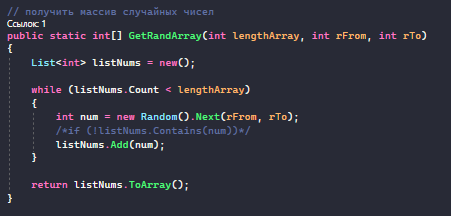 // получить массив случайных чисел
Ссылок: 1
public static int[] GetRandArray(int lengthArray, int rFrom, int rTo)
{
List<int> listNums = new();
while (listNums.Count < lengthArray)
{
int num = new Random().Next(rFrom, rTo);
/*if (!listNums.Contains(num))*/
listNums.Add(num);
}
return listNums.ToArray();
}